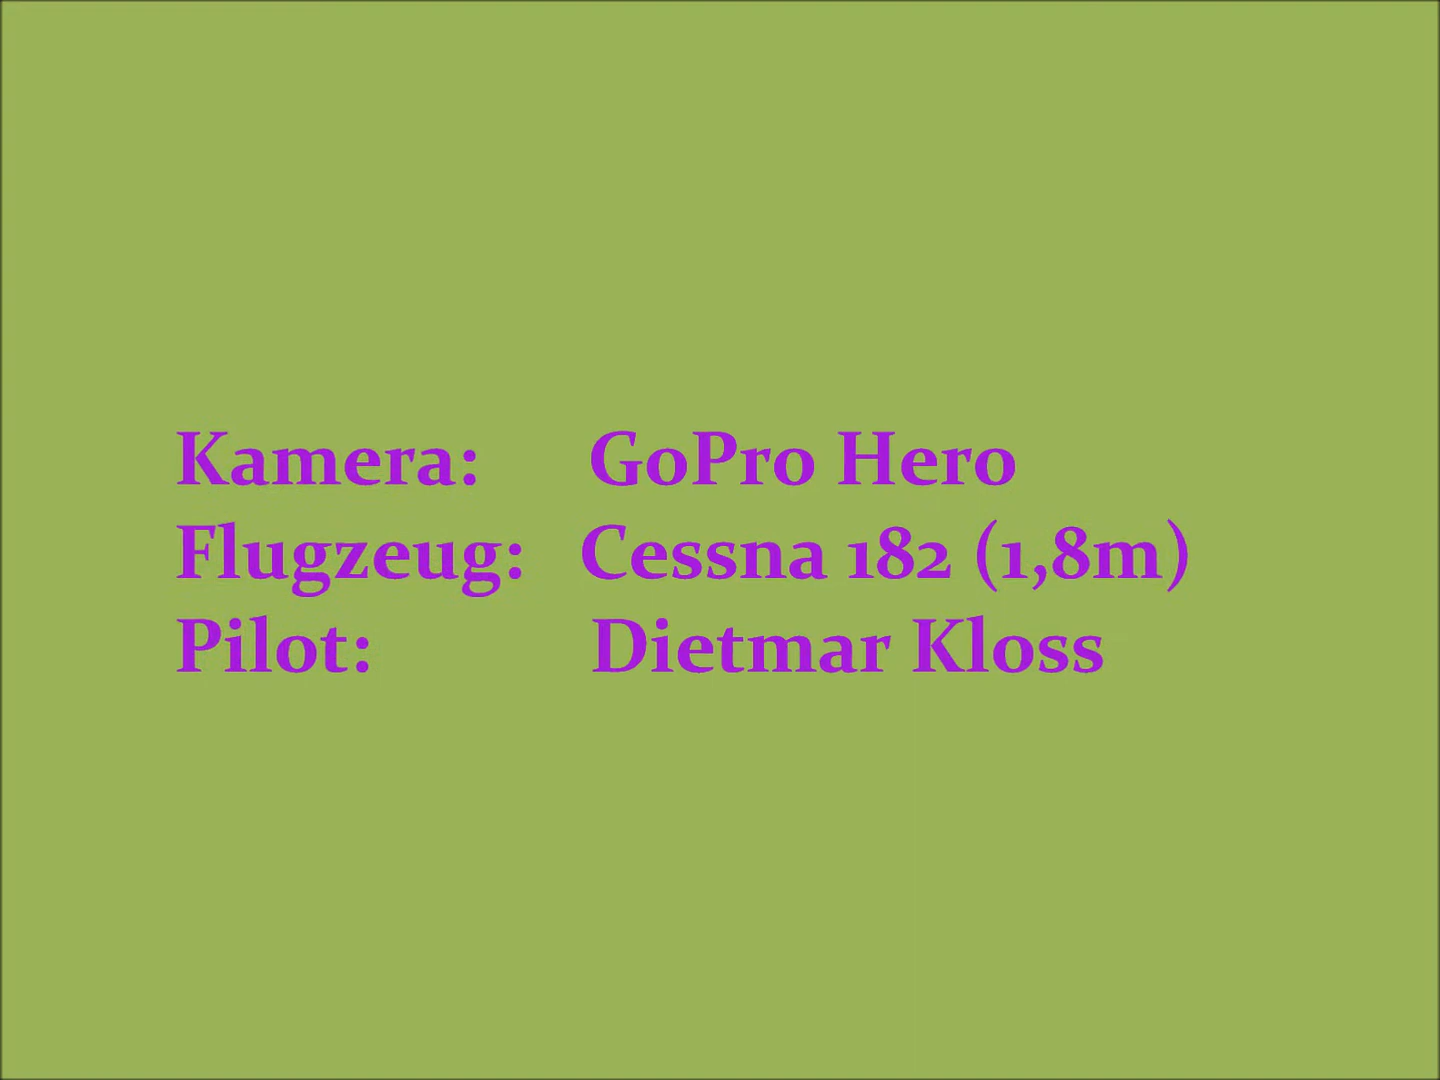 Kamera: GoPro Hero
Flugzeug: Cessna 182 (1,8m)
Pilot: Dietmar Kloss